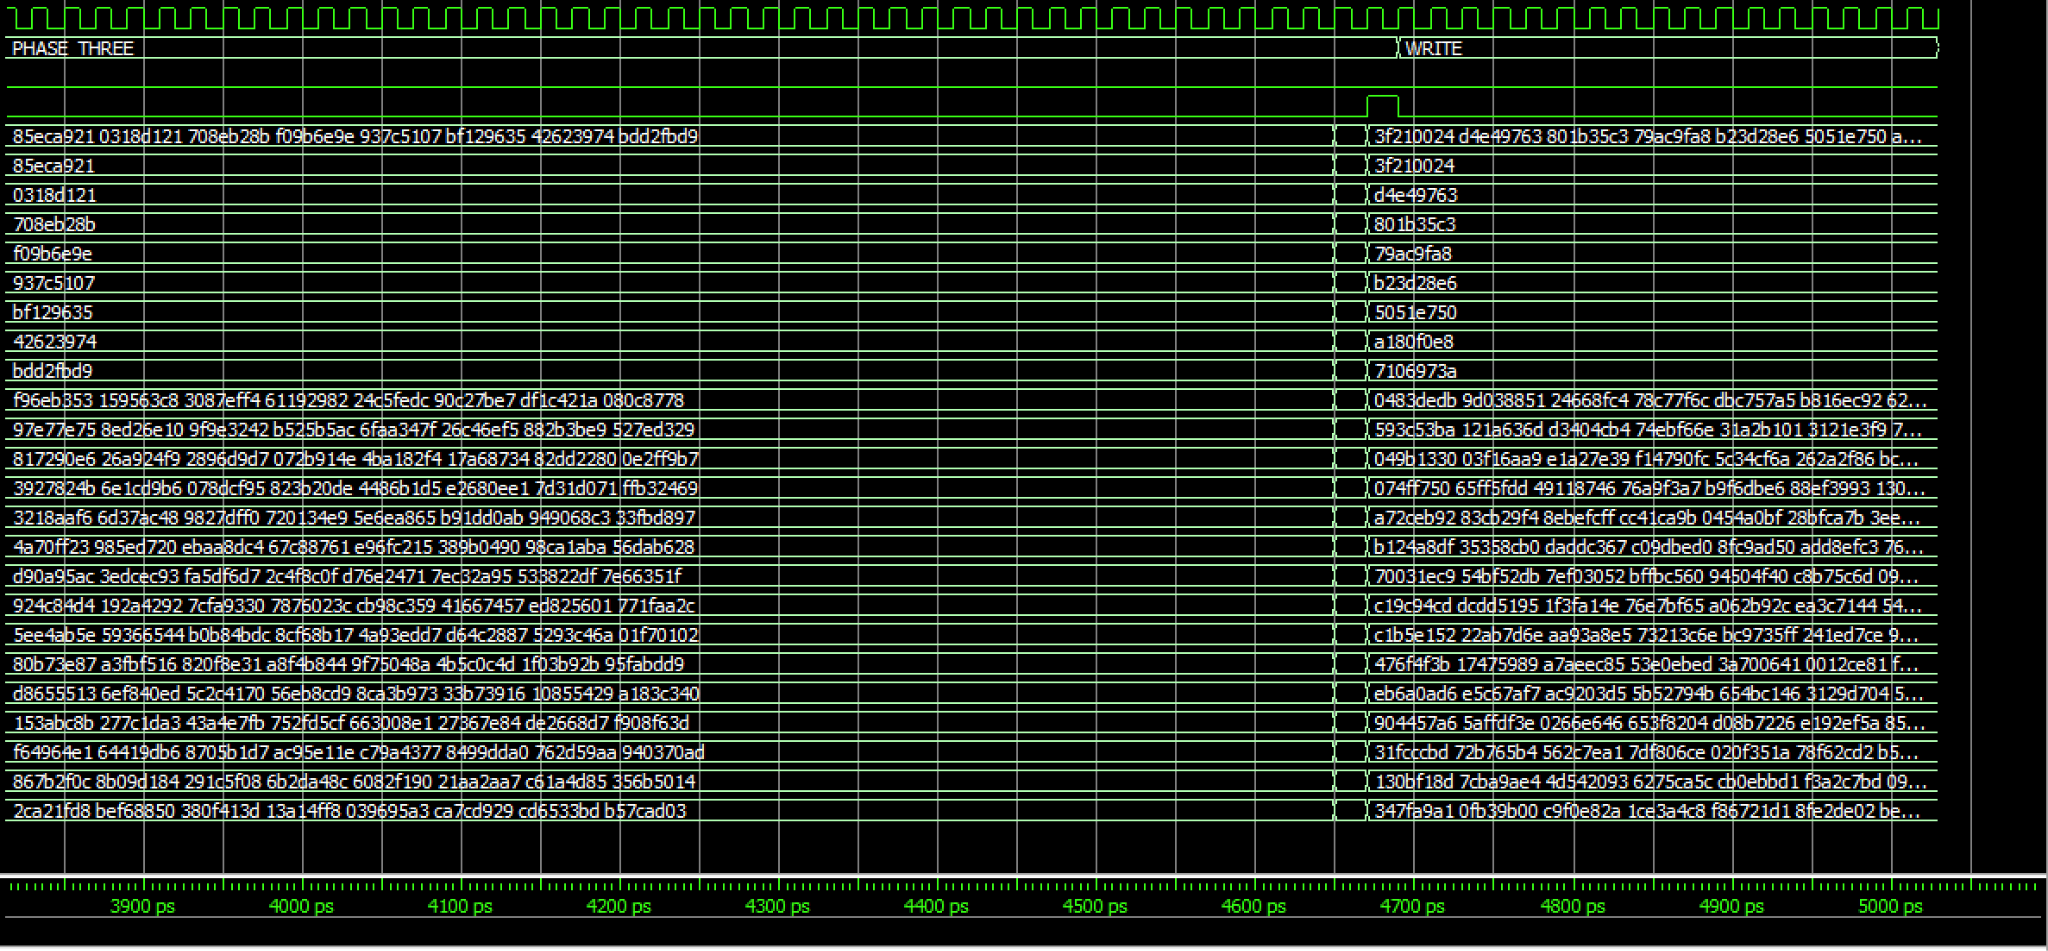 PHASE THREE WRITE
85eca921 0318d121 708eb28b f09b6e9e 937c5107 bf129635 42623974 bdd2fbd9 3f210024 d4e49763 801b35c3 79ac9fa8 b23d28e6 5051e750 a...
85eca921 3f210024
0318d121 d4e49763
708eb28b 801b35c3
f09b6e9e 79ac9fa8
937c5107 b23d28e6
bf129635 5051e750
42623974 a180f0e8
bdd2fbd9 7106973a
f96eb353 159563c8 3087eff4 61192982 24c5fedc 90c27be7 df1c421a 080c8778 0483dedb 9d038851 24668fc4 78c77f6c dbc757a5 b816ec92 62...
97e77e75 8ed26e10 9f9e3242 b525b5ac 6faa347f 26c46ef5 882b3be9 527ed329 593c53ba 121a636d d3404cb4 74ebf66e 31a2b101 3121e3f9 7...
817290e6 26a924f9 2896d9d7 072b914e 4ba182f4 17a68734 82dd2280 0e2ff9b7 049b1330 03f16aa9 e1a27e39 f14790fc 5c34cf6a 262a2f86 bc...
3927824b 6e1cd9b6 078dcf95 823b20de 4486b1d5 e2680ee1 7d31d071 ffb32469 074ff750 65ff5fdd 49118746 76a9f3a7 b9f6dbe6 88ef3993 130...
3218aaf6 6d37ac48 9827dff0 720134e9 5e6ea865 b91dd0ab 949068c3 33fbd897 a72ceb92 83cb29f4 8ebefcff cc41ca9b 0454a0bf 28bfca7b 3ee...
4a70ff23 985ed720 ebaa8dc4 67c88761 e96fc215 389b0490 98ca1aba 56dab628 b124a8df 35358cb0 daddc367 c09dbed0 8fc9ad50 add8efc3 76...
d90a95ac 3edcec93 fa5df6d7 2c4f8c0f d76e2471 7ec32a95 533822df 7e66351f 70031ec9 54bf52db 7ef03052 bffbc560 94504f40 c8b75c6d 09...
924c84d4 192a4292 7cfa9330 7876023c cb98c359 41667457 ed825601 771faa2c c19c94cd dcdd5195 1f3fa14e 76e7bf65 a062b92c ea3c7144 54...
5ee4ab5e 59366544 b0b84bdc 8cf68b17 4a93edd7 d64c2887 5293c46a 01f70102 c1b5e152 22ab7d6e aa93a8e5 73213c6e bc9735ff 241ed7ce 9...
80b73e87 a3fbf516 820f8e31 a8f4b844 9f75048a 4b5c0c4d 1f03b92b 95fabdd9 476f4f3b 17475989 a7aeec85 53e0ebed 3a700641 0012ce81 f...
d8655513 6ef840ed 5c2c4170 56eb8cd9 8ca3b973 33b73916 10855429 a183c340 eb6a0ad6 e5c67af7 ac9203d5 5b52794b 654bc146 3129d704 5...
153abc8b 277c1da3 43a4e7fb 752fd5cf 663008e1 27367e84 de2668d7 f908f63d 904457a6 5affdf3e 0266e646 653f8204 d08b7226 e192ef5a 85...
f64964e1 64419db6 8705b1d7 ac95e11e c79a4377 8499dda0 762d59aa 940370ad 31fcccbd 72b765b4 562c7ea1 7df806ce 020f351a 78f62cd2 b5...
867b2f0c 8b09d184 291c5f08 6b2da48c 6082f190 21aa2aa7 c61a4d85 356b5014 130bf18d 7cba9ae4 4d542093 6275ca5c cb0ebbd1 f3a2c7bd 09...
2ca21fd8 bef68850 380f413d 13a14ff8 039695a3 ca7cd929 cd6533bd b57cad03 347fa9a1 0fb39b00 c9f0e82a 1ce3a4c8 f86721d1 8fe2de02 be...
3900 ps 4000 ps 4100 ps 4200 ps 4300 ps 4400 ps 4500 ps 4600 ps 4700 ps 4800 ps 4900 ps 5000 ps